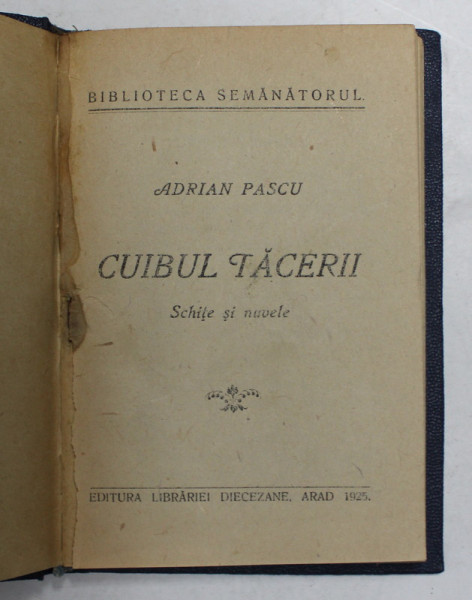 BIBLIOTECA SEMĂNĂTORUL.
ADRIAN PASCU
CUIBUL TĂCERII
Schițe și nuvele
EDITURA LIBRĂRIEI DIECEZANE, ARAD 1925.